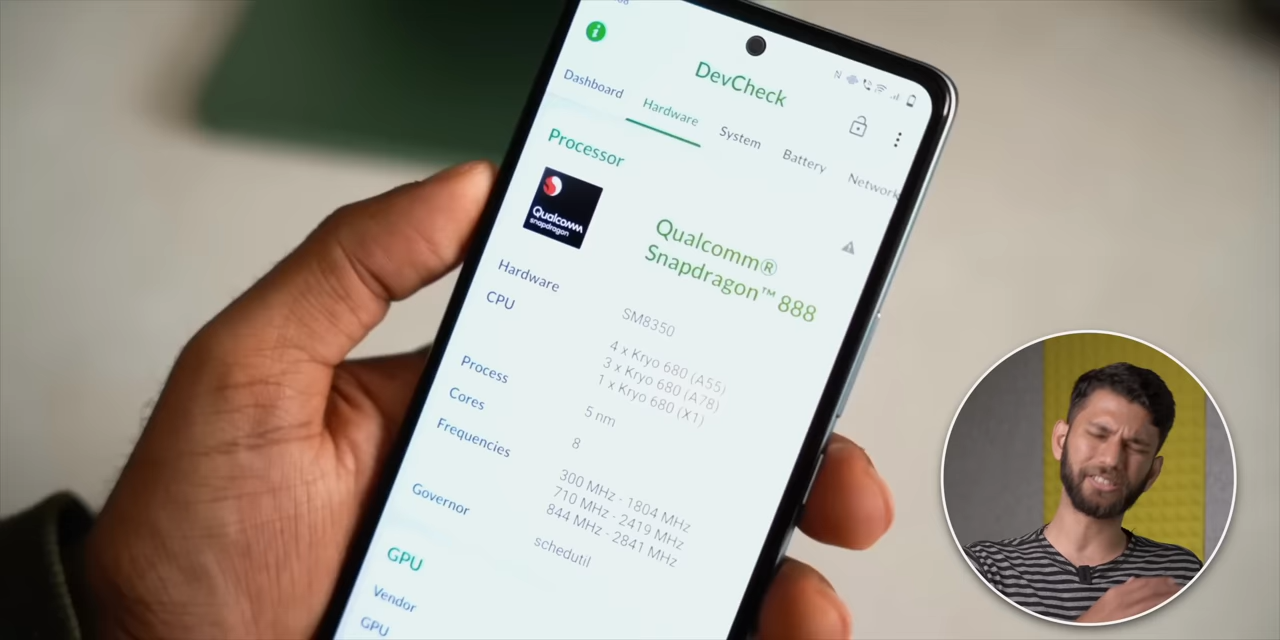 DevCheck
Dashboard Hardware System Battery Network
Processor
Qualcomm
snapdragon
Qualcomm®
Snapdragon™ 888
Hardware SM8350
CPU 4 x Kryo 680 (A55)
3 x Kryo 680 (A78)
1 x Kryo 680 (X1)
Process 5 nm
Cores 8
Frequencies 300 MHz - 1804 MHz
710 MHz - 2419 MHz
844 MHz - 2841 MHz
Governor schedutil
GPU
Vendor
GPU